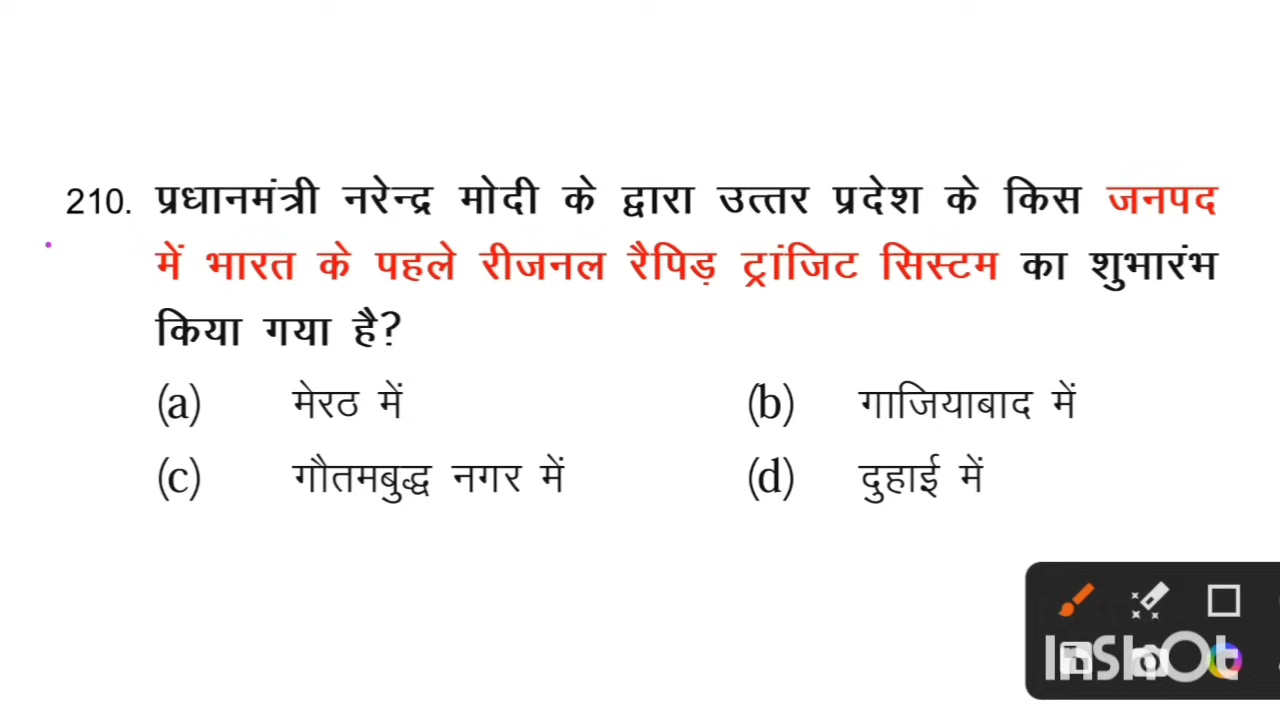 210. प्रधानमंत्री नरेन्द्र मोदी के द्वारा उत्तर प्रदेश के किस जनपद
में भारत के पहले रीजनल रैपिड़ ट्रांजिट सिस्टम का शुभारंभ
किया गया है?
(a) मेरठ में (b) गाजियाबाद में
(c) गौतमबुद्ध नगर में (d) दुहाई में
InShOt